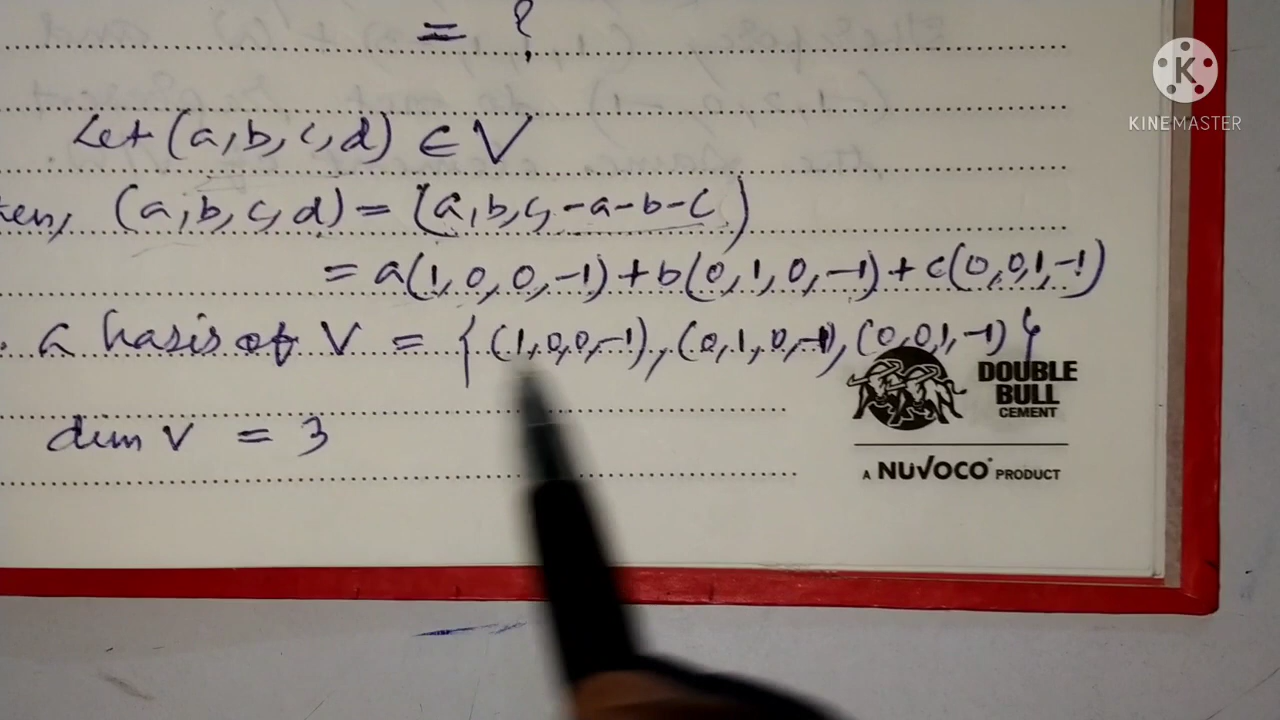 = ?
Let (a,b,c,d) ∈ V
(a,b,c,d) = (a,b,c,-a-b-c)
= a(1,0,0,-1)+b(0,1,0,-1)+c(0,0,1,-1)
a basis of V = {(1,0,0,-1),(0,1,0,-1),(0,0,1,-1)}
dim V = 3
KINEMASTER
DOUBLE
BULL
CEMENT
A NUVOCO PRODUCT